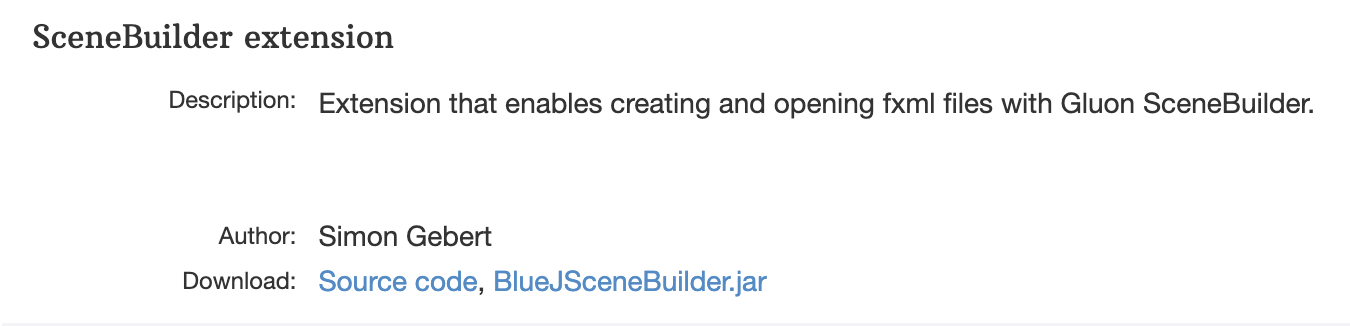 SceneBuilder extension
Description: Extension that enables creating and opening fxml files with Gluon SceneBuilder.
Author: Simon Gebert
Download: Source code, BlueJSceneBuilder.jar